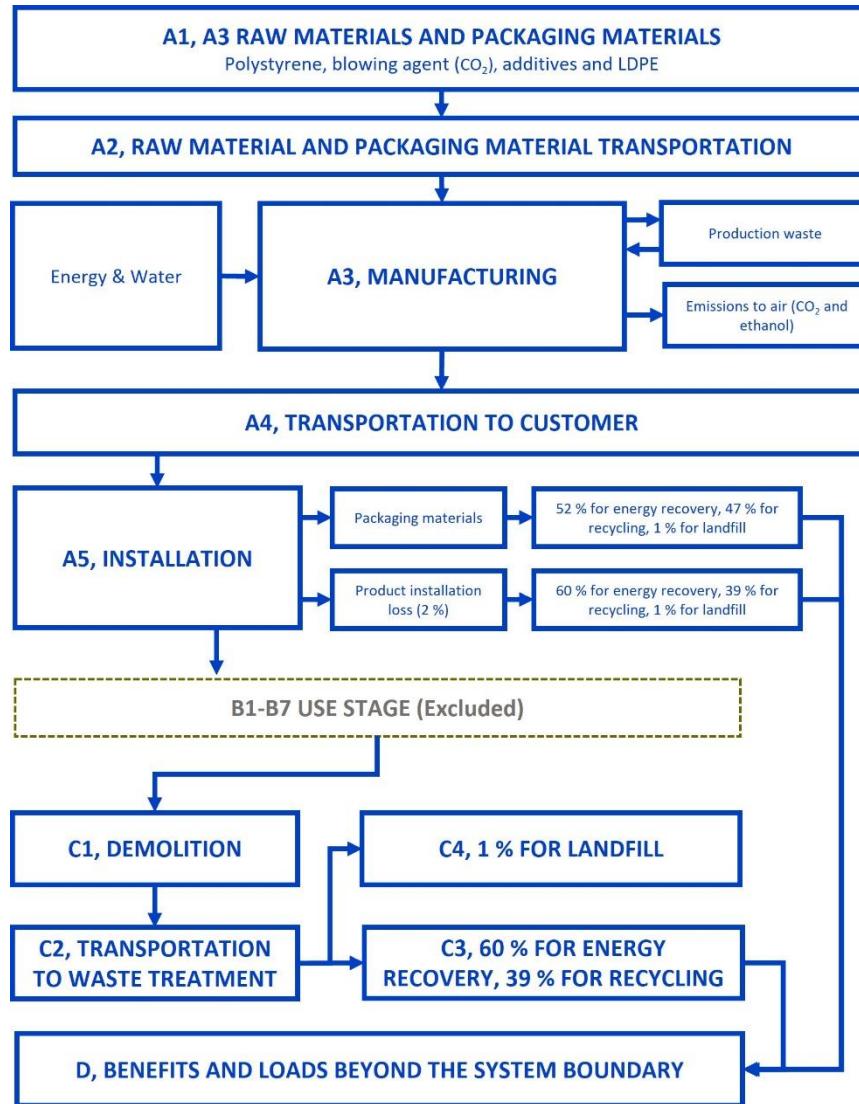 A1, A3 RAW MATERIALS AND PACKAGING MATERIALS
Polystyrene, blowing agent (CO₂), additives and LDPE
A2, RAW MATERIAL AND PACKAGING MATERIAL TRANSPORTATION
Energy & Water
A3, MANUFACTURING
Production waste
Emissions to air (CO₂ and
ethanol)
A4, TRANSPORTATION TO CUSTOMER
A5, INSTALLATION
Packaging materials
52 % for energy recovery, 47 % for
recycling, 1 % for landfill
Product installation
loss (2 %)
60 % for energy recovery, 39 % for
recycling, 1 % for landfill
B1-B7 USE STAGE (Excluded)
C1, DEMOLITION
C4, 1 % FOR LANDFILL
C2, TRANSPORTATION
TO WASTE TREATMENT
C3, 60 % FOR ENERGY
RECOVERY, 39 % FOR RECYCLING
D, BENEFITS AND LOADS BEYOND THE SYSTEM BOUNDARY